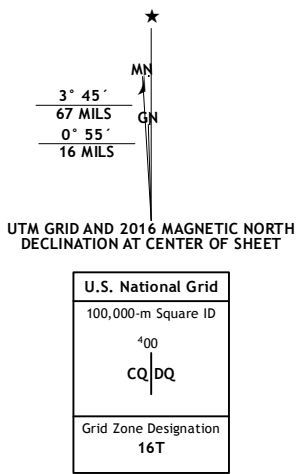 MN
3° 45´
67 MILS
GN
0° 55´
16 MILS
UTM GRID AND 2016 MAGNETIC NORTH
DECLINATION AT CENTER OF SHEET
U.S. National Grid
100,000-m Square ID
⁴00
CQ DQ
Grid Zone Designation
16T